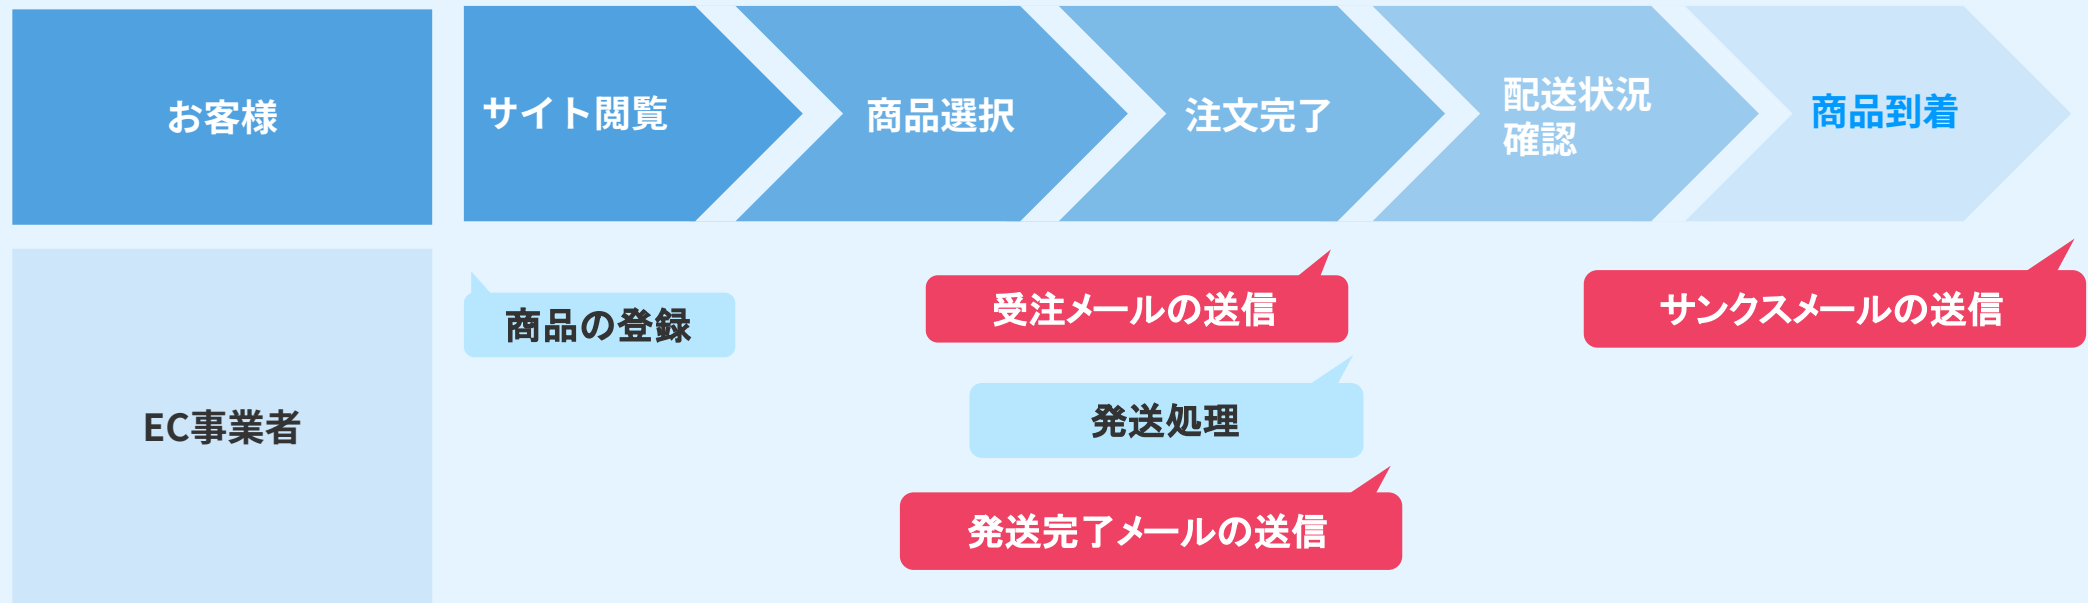 お客様
サイト閲覧
商品選択
注文完了
配送状況
確認
商品到着
EC事業者
商品の登録
受注メールの送信
サンクスメールの送信
発送処理
発送完了メールの送信